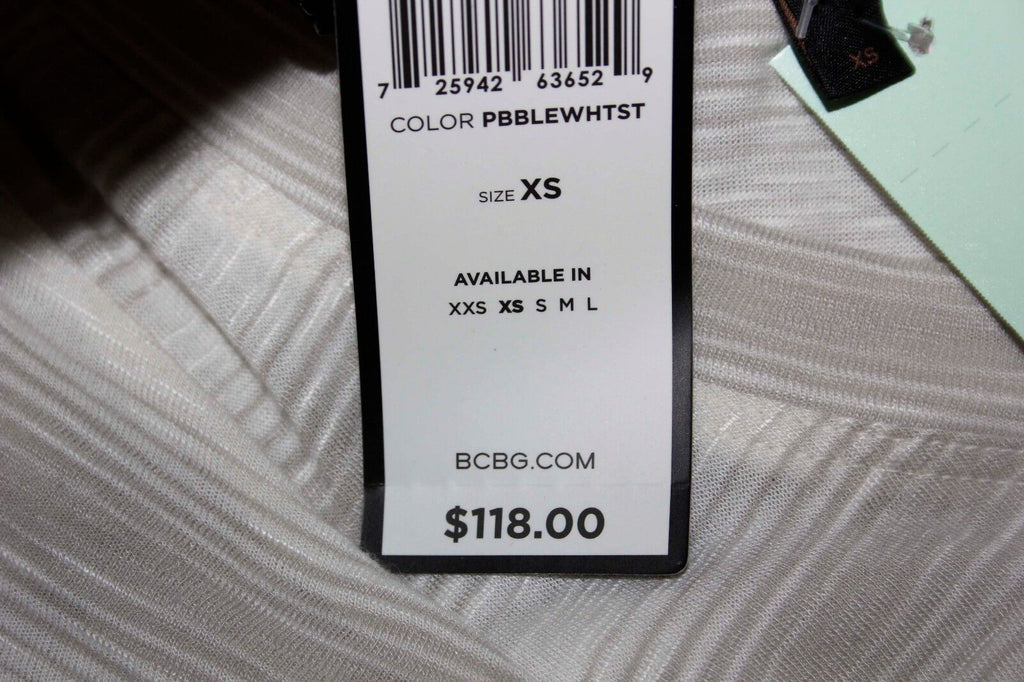 7 25942 63652 9
COLOR PBBLEWHTST
SIZE XS
AVAILABLE IN
XXS XS S M L
BCBG.COM
$118.00
XS